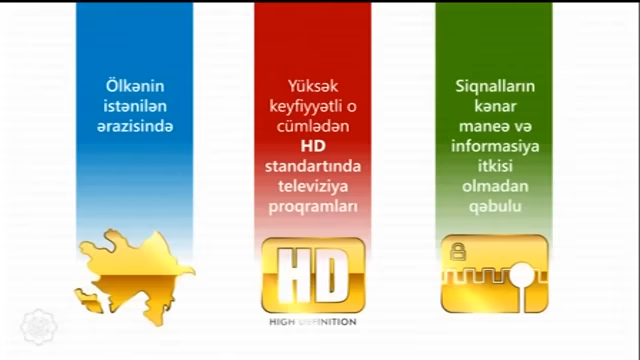 Ölkənin
istənilən
ərazisində
Yüksək
keyfiyyətli o
cümlədən
HD
standartında
televiziya
proqramları
Siqnalların
kənar
maneə və
informasiya
itkisi
olmadan
qəbulu
HD
HIGH DEFINITION